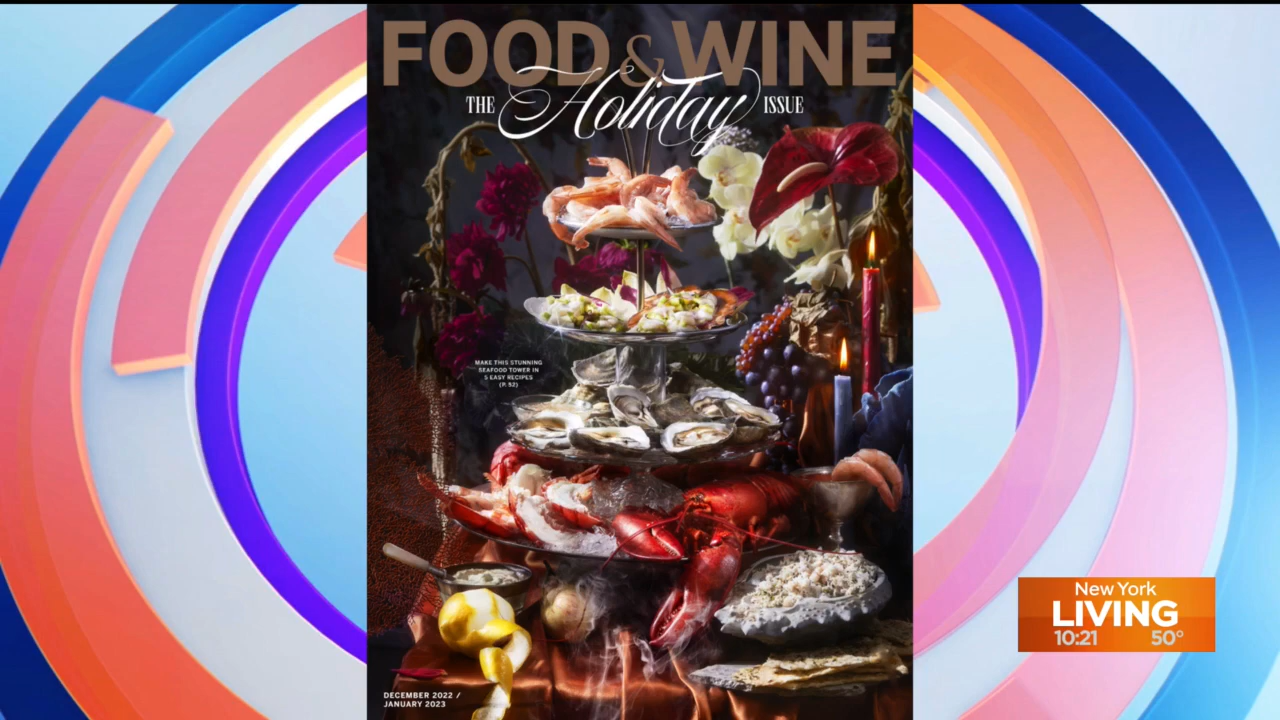 FOOD & WINE
THE Holiday ISSUE
MAKE THIS STUNNING
SEAFOOD TOWER IN
5 EASY RECIPES
(P. 52)
DECEMBER 2022 /
JANUARY 2023
New York
LIVING
10:21 50°